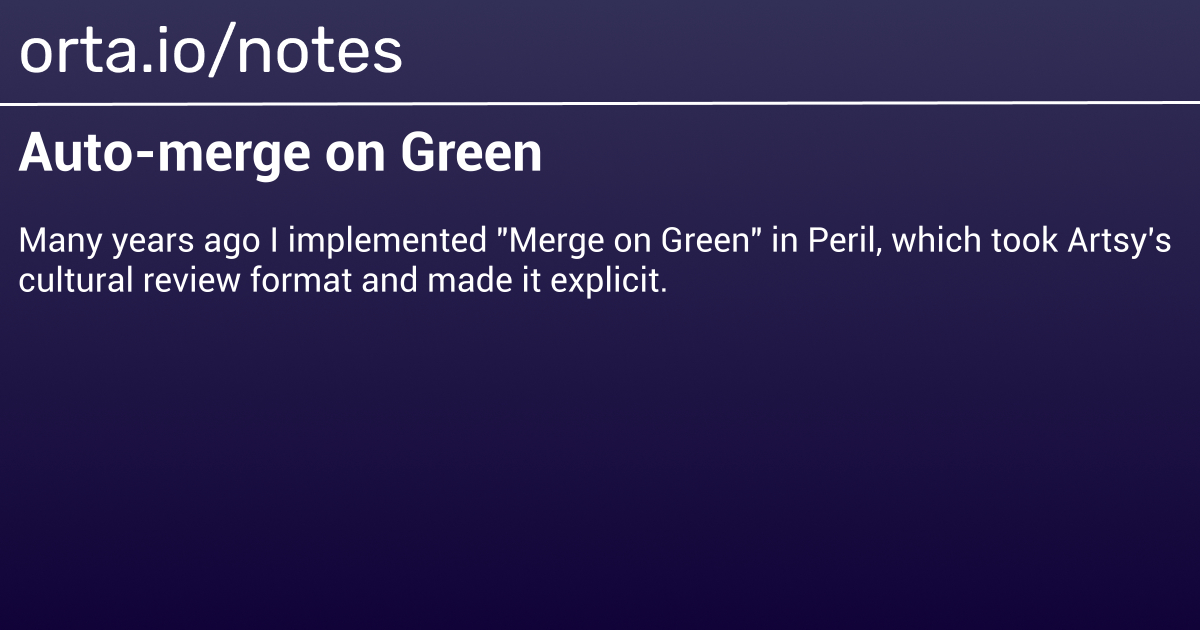 orta.io/notes
Auto-merge on Green
Many years ago I implemented "Merge on Green" in Peril, which took Artsy's
cultural review format and made it explicit.